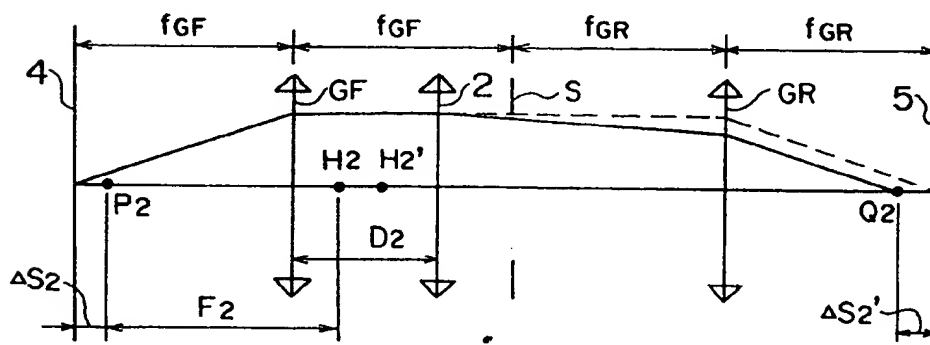 fGF fGF fGR fGR
4 GF 2 S GR 5
P2 H2 H2' Q2
D2
ΔS2 F2 ΔS2'